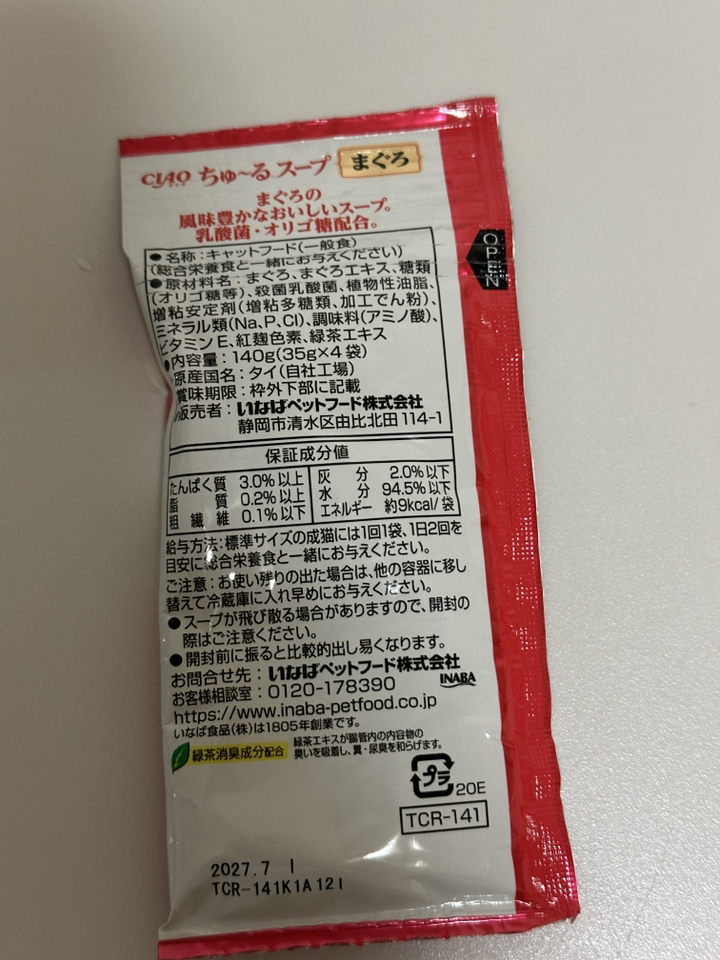 CIAO ちゅ〜る スープ まぐろ
まぐろの
風味豊かなおいしいスープ。
乳酸菌・オリゴ糖配合。
●名称：キャットフード(一般食)
(総合栄養食と一緒にお与えください)
●原材料名：まぐろ、まぐろエキス、糖類
(オリゴ糖等)、殺菌乳酸菌、植物性油脂、
増粘安定剤(増粘多糖類、加工でん粉)、
ミネラル類(Na、P、Cl)、調味料(アミノ酸)、
ビタミンE、紅麹色素、緑茶エキス
●内容量：140g(35g×4袋)
原産国名：タイ(自社工場)
賞味期限：枠外下部に記載
販売者：いなばペットフード株式会社
静岡市清水区由比北田114-1
保証成分値
たんぱく質 3.0%以上 灰分 2.0%以下
脂質 0.2%以上 水分 94.5%以下
粗繊維 0.1%以下 エネルギー 約9kcal/袋
給与方法：標準サイズの成猫には1回1袋、1日2回を
目安に総合栄養食と一緒にお与えください。
ご注意：お使い残りの出た場合は、他の容器に移し
替えて冷蔵庫に入れ早めにお与えください。
●スープが飛び散る場合がありますので、開封の
際はご注意ください。
●開封前に振ると比較的出し易くなります。
お問合せ先：いなばペットフード株式会社
お客様相談室：0120-178390
INABA
https://www.inaba-petfood.co.jp
いなば食品(株)は1805年創業です。
緑茶消臭成分配合
緑茶エキスが腸管内の内容物の
臭いを吸着し、糞・尿臭を和らげます。
プラ
20E
TCR-141
2027.7 1
TCR-141K1A 121